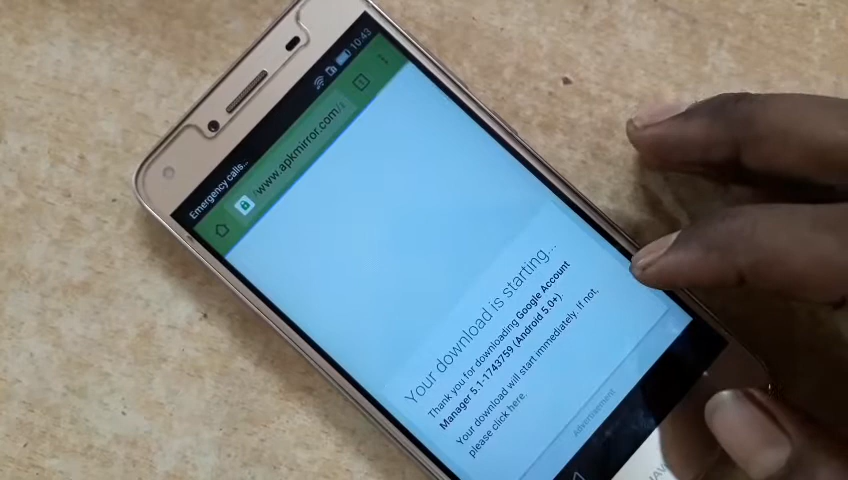 Emergency calls... 10:43
www.apkmirror.com/
1
Your download is starting...
Thank you for downloading Google Account
Manager 5.1-1743759 (Android 5.0+).
Your download will start immediately. If not,
please click here.
Advertisement